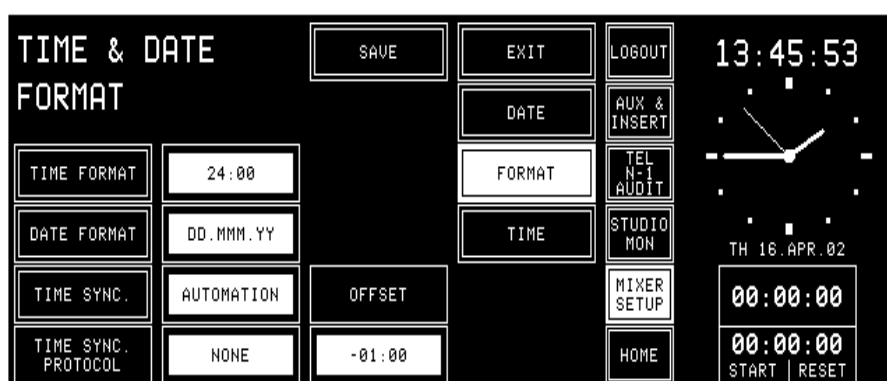 TIME & DATE
FORMAT
SAVE
EXIT
LOGOUT
13:45:53
DATE
AUX &
INSERT
TIME FORMAT
24:00
FORMAT
TEL
N-1
AUDIT
DATE FORMAT
DD.MMM.YY
TIME
STUDIO
MON
TH 16.APR.02
TIME SYNC.
AUTOMATION
OFFSET
MIXER
SETUP
00:00:00
TIME SYNC.
PROTOCOL
NONE
-01:00
HOME
00:00:00
START RESET